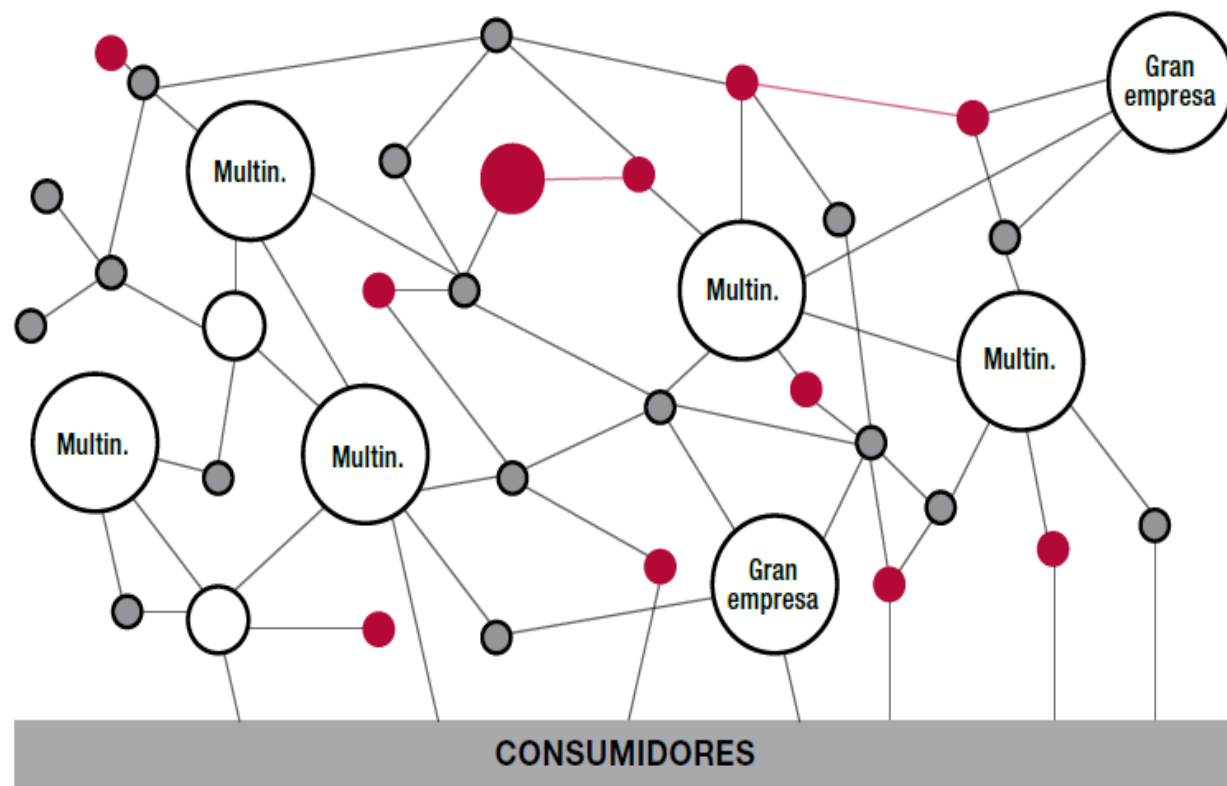 Gran
empresa
Multin.
Multin.
Multin.
Multin.
Multin.
Gran
empresa
CONSUMIDORES